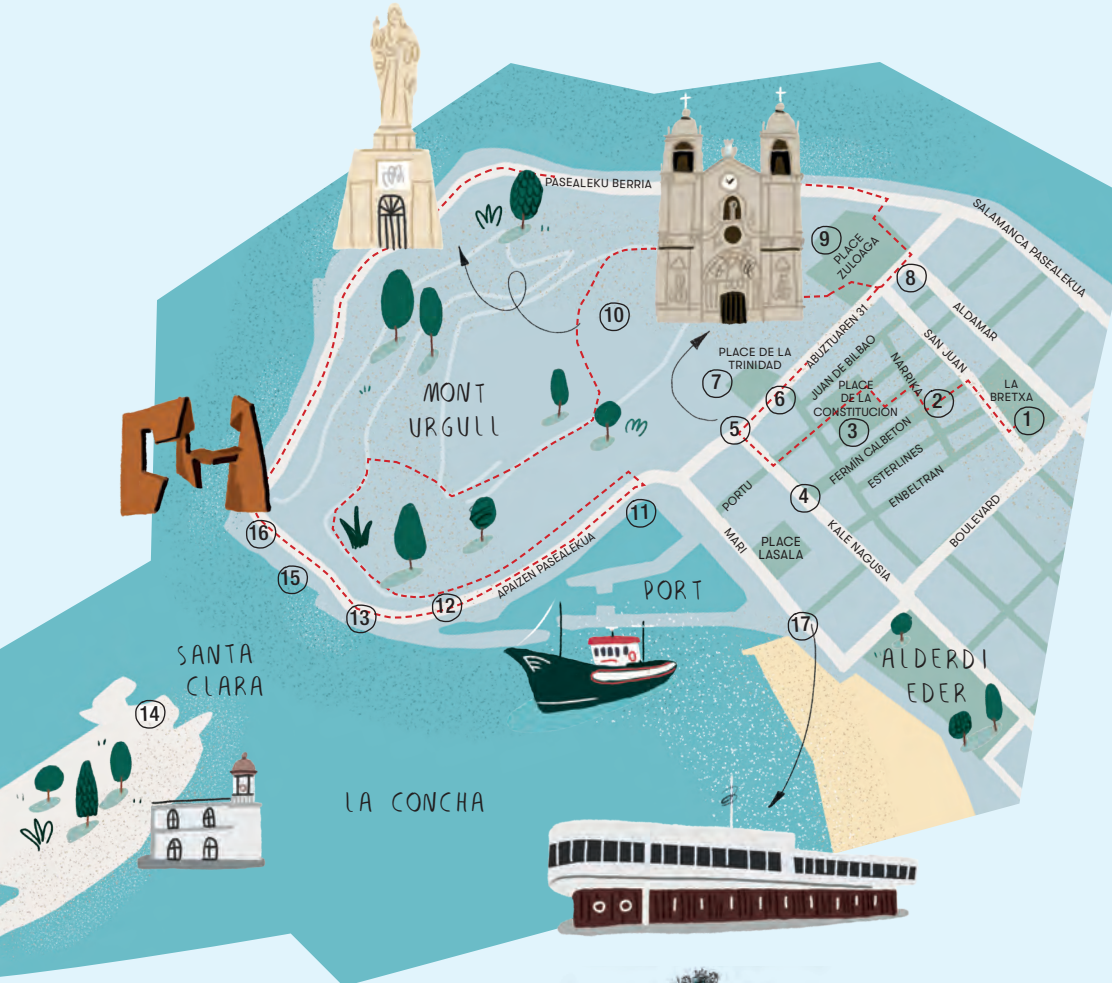 PASEALEKU BERRIA
SALAMANCA PASEALEKUA
9
PLACE
ZULOAGA
8
ALDAMAR
10
ABUZTUAREN 31
SAN JUAN
PLACE DE LA
TRINIDAD
7
JUAN DE BILBAO
NARRIKA
LA
BRETXA
1
MONT
URGULL
6
PLACE
DE LA
CONSTITUCIÓN
2
3
5
FERMÍN CALBETON
ESTERLINES
ENBELTRAN
PORTU
4
11
MARI
KALE NAGUSIA
BOULEVARD
16
PLACE
LASALA
APAIZEN PASEALEKUA
15
PORT
12
13
17
SANTA
CLARA
ALDERDI
EDER
14
LA CONCHA